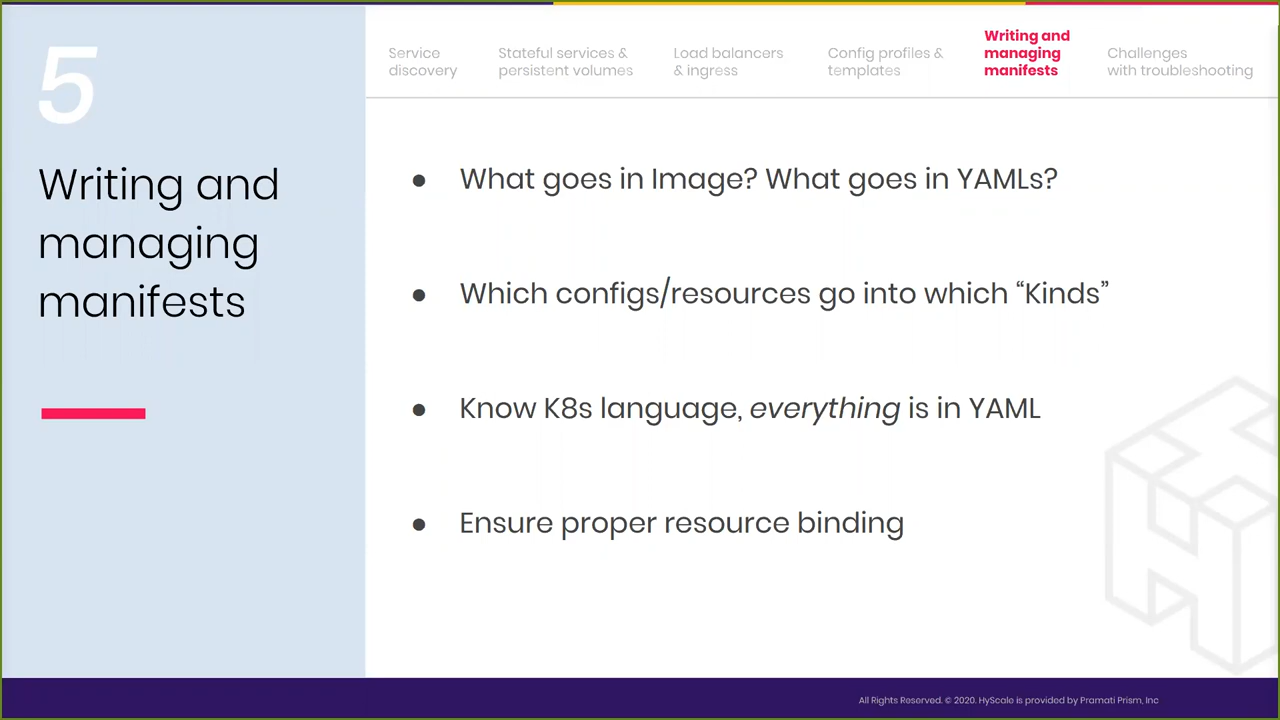 5
Writing and
managing
manifests
Service
discovery
Stateful services &
persistent volumes
Load balancers
& ingress
Config profiles &
templates
Writing and
managing
manifests
Challenges
with troubleshooting
● What goes in Image? What goes in YAMLs?
● Which configs/resources go into which “Kinds”
● Know K8s language, everything is in YAML
● Ensure proper resource binding
All Rights Reserved. © 2020. HyScale is provided by Pramati Prism, Inc